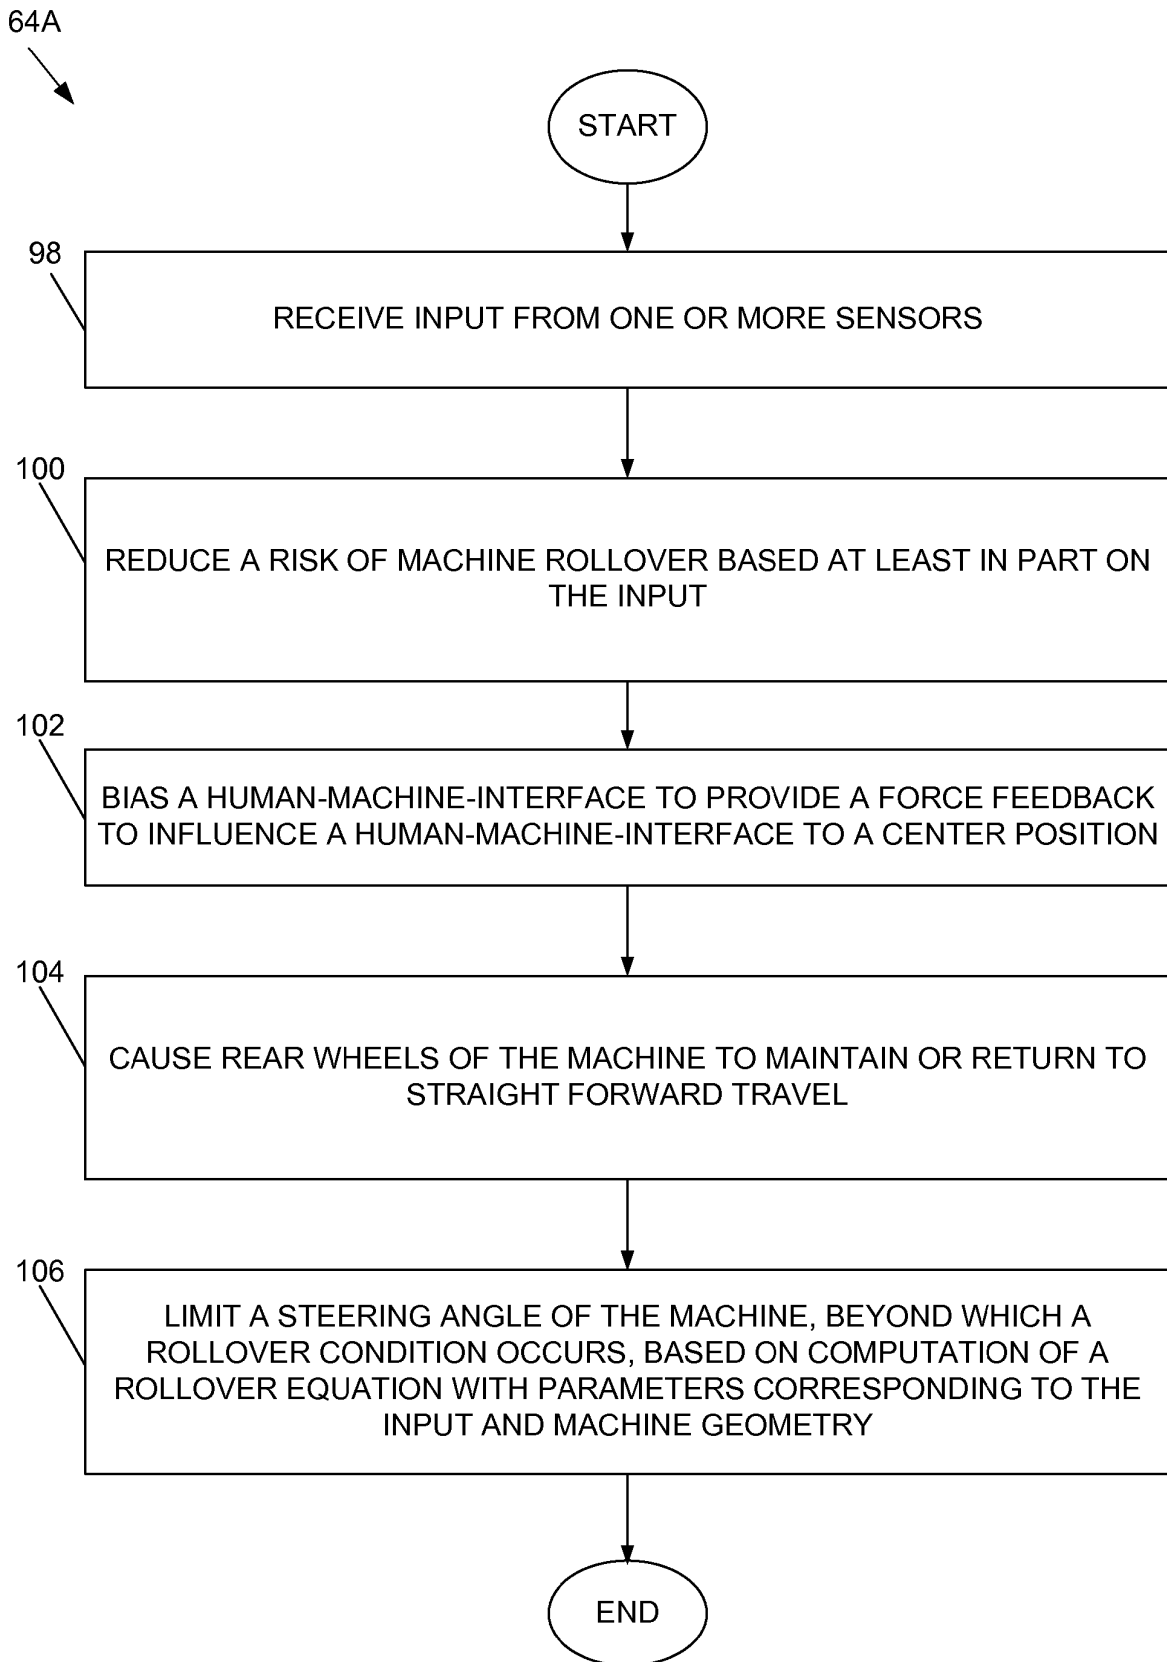 64A
START
98
RECEIVE INPUT FROM ONE OR MORE SENSORS
100
REDUCE A RISK OF MACHINE ROLLOVER BASED AT LEAST IN PART ON
THE INPUT
102
BIAS A HUMAN-MACHINE-INTERFACE TO PROVIDE A FORCE FEEDBACK
TO INFLUENCE A HUMAN-MACHINE-INTERFACE TO A CENTER POSITION
104
CAUSE REAR WHEELS OF THE MACHINE TO MAINTAIN OR RETURN TO
STRAIGHT FORWARD TRAVEL
106
LIMIT A STEERING ANGLE OF THE MACHINE, BEYOND WHICH A
ROLLOVER CONDITION OCCURS, BASED ON COMPUTATION OF A
ROLLOVER EQUATION WITH PARAMETERS CORRESPONDING TO THE
INPUT AND MACHINE GEOMETRY
END